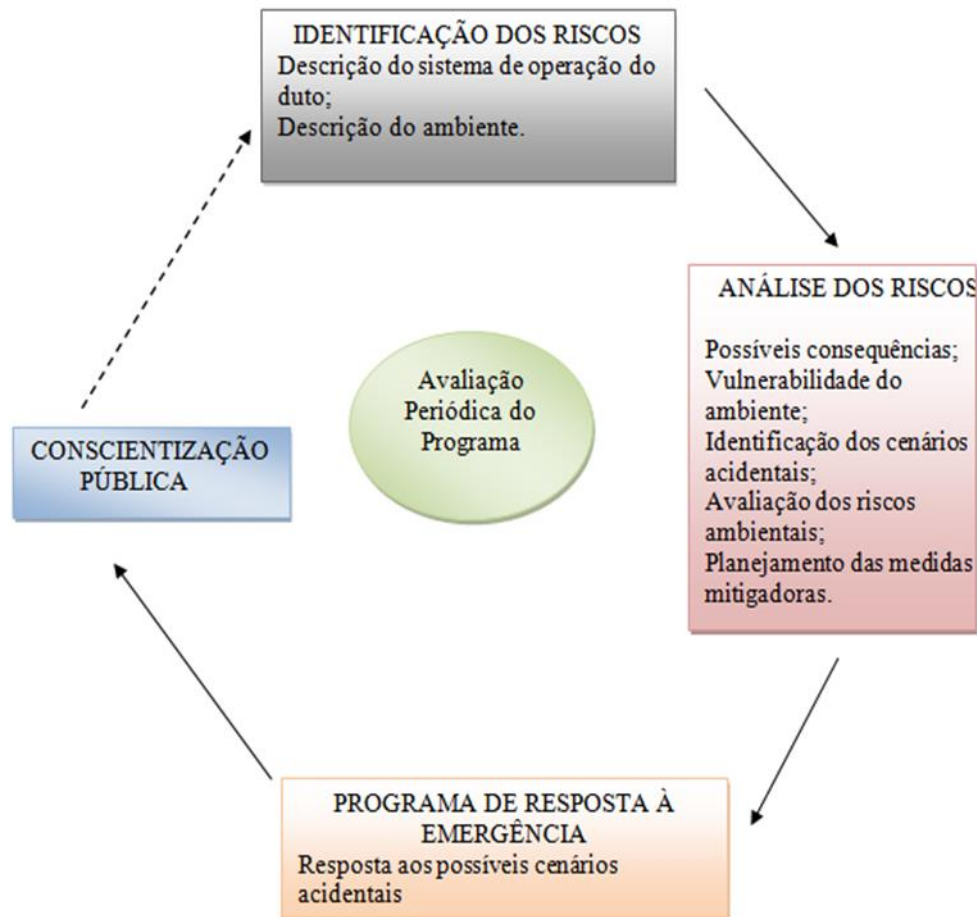 IDENTIFICAÇÃO DOS RISCOS
Descrição do sistema de operação do
duto;
Descrição do ambiente.
ANÁLISE DOS RISCOS
Possíveis consequências;
Vulnerabilidade do
ambiente;
Identificação dos cenários
acidentais;
Avaliação dos riscos
ambientais;
Planejamento das medidas
mitigadoras.
Avaliação
Periódica do
Programa
CONSCIENTIZAÇÃO
PÚBLICA
PROGRAMA DE RESPOSTA À
EMERGÊNCIA
Resposta aos possíveis cenários
acidentais